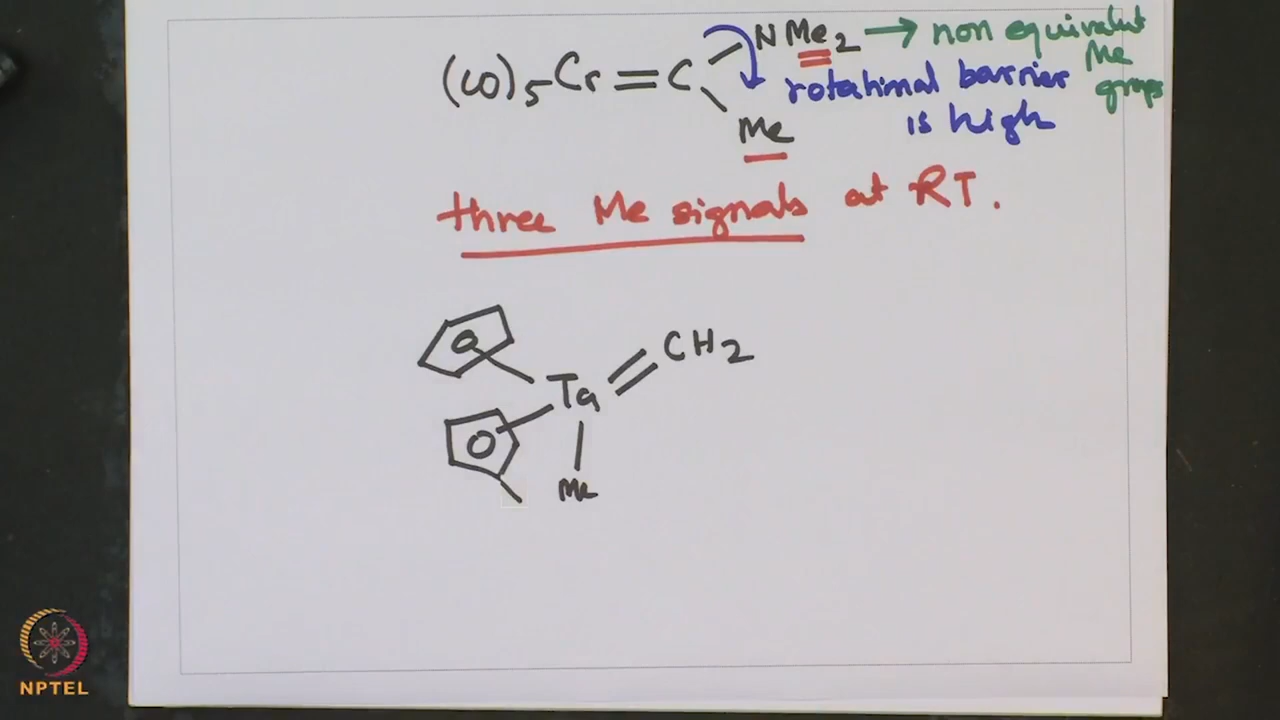 (CO)5Cr=C NMe2 → non equivalent
Me
groups
rotational barrier
is high
Me
three Me signals at RT.
Ta=CH2
Me
NPTEL